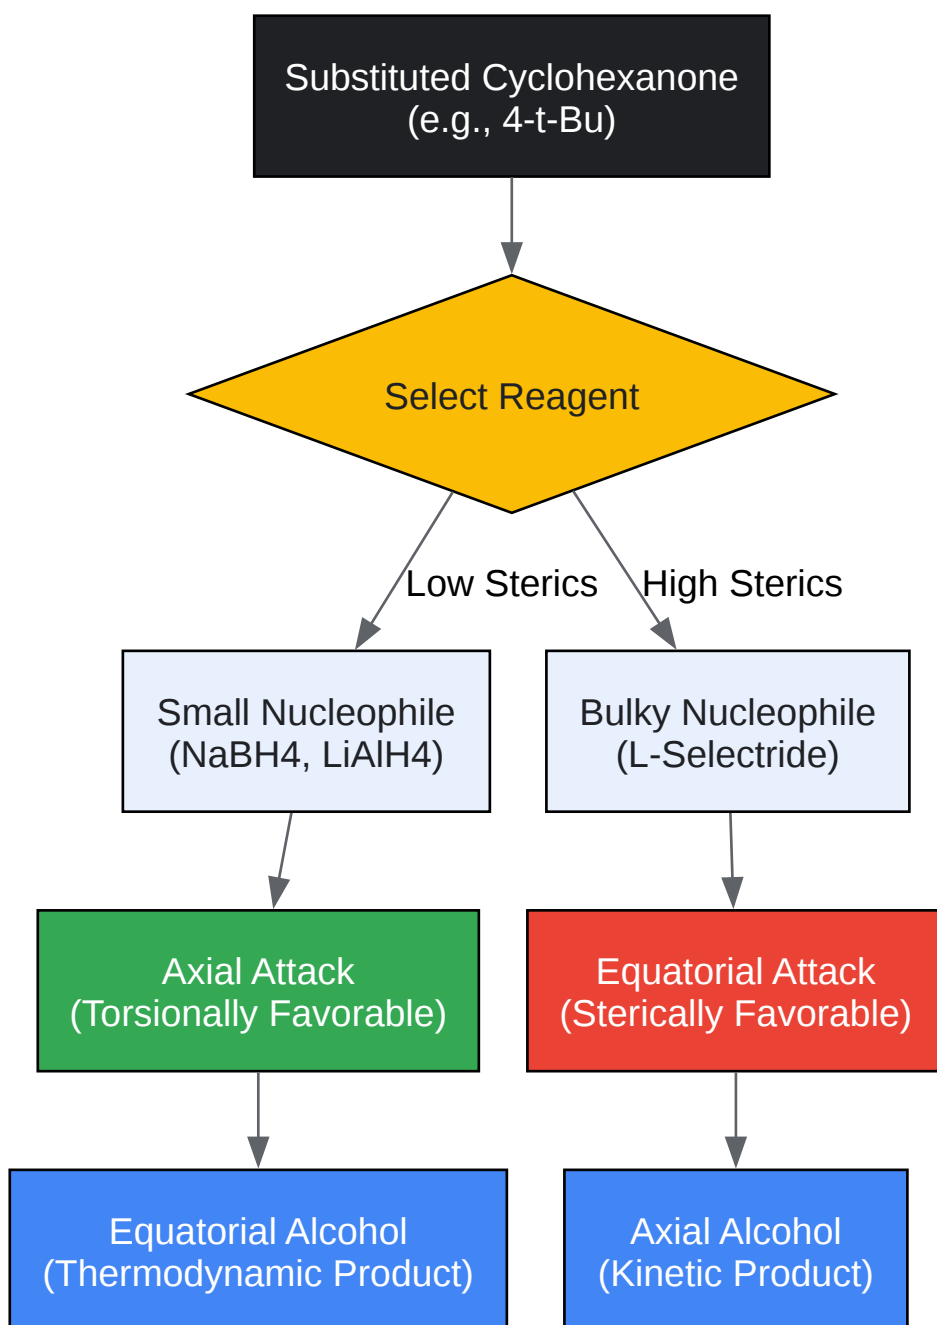 Substituted Cyclohexanone
(e.g., 4-t-Bu)
Select Reagent
Low Sterics
High Sterics
Small Nucleophile
(NaBH4, LiAlH4)
Bulky Nucleophile
(L-Selectride)
Axial Attack
(Torsionally Favorable)
Equatorial Attack
(Sterically Favorable)
Equatorial Alcohol
(Thermodynamic Product)
Axial Alcohol
(Kinetic Product)